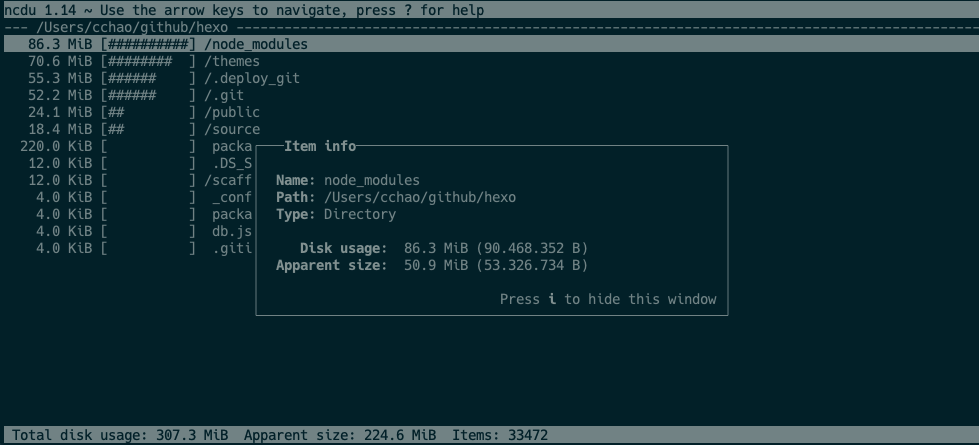 ncdu 1.14 ~ Use the arrow keys to navigate, press ? for help
--- /Users/cchao/github/hexo ---------------------------------------------------------------------------------------------
86.3 MiB [##########] /node_modules
70.6 MiB [########  ] /themes
55.3 MiB [######    ] /.deploy_git
52.2 MiB [######    ] /.git
24.1 MiB [##        ] /public
18.4 MiB [##        ] /source
220.0 KiB [          ]  packa
12.0 KiB [          ]  .DS_S
12.0 KiB [          ] /scaff
4.0 KiB [          ]  _conf
4.0 KiB [          ]  packa
4.0 KiB [          ]  db.js
4.0 KiB [          ]  .giti
Item info
Name: node_modules
Path: /Users/cchao/github/hexo
Type: Directory
Disk usage: 86.3 MiB (90.468.352 B)
Apparent size: 50.9 MiB (53.326.734 B)
Press i to hide this window
Total disk usage: 307.3 MiB  Apparent size: 224.6 MiB  Items: 33472